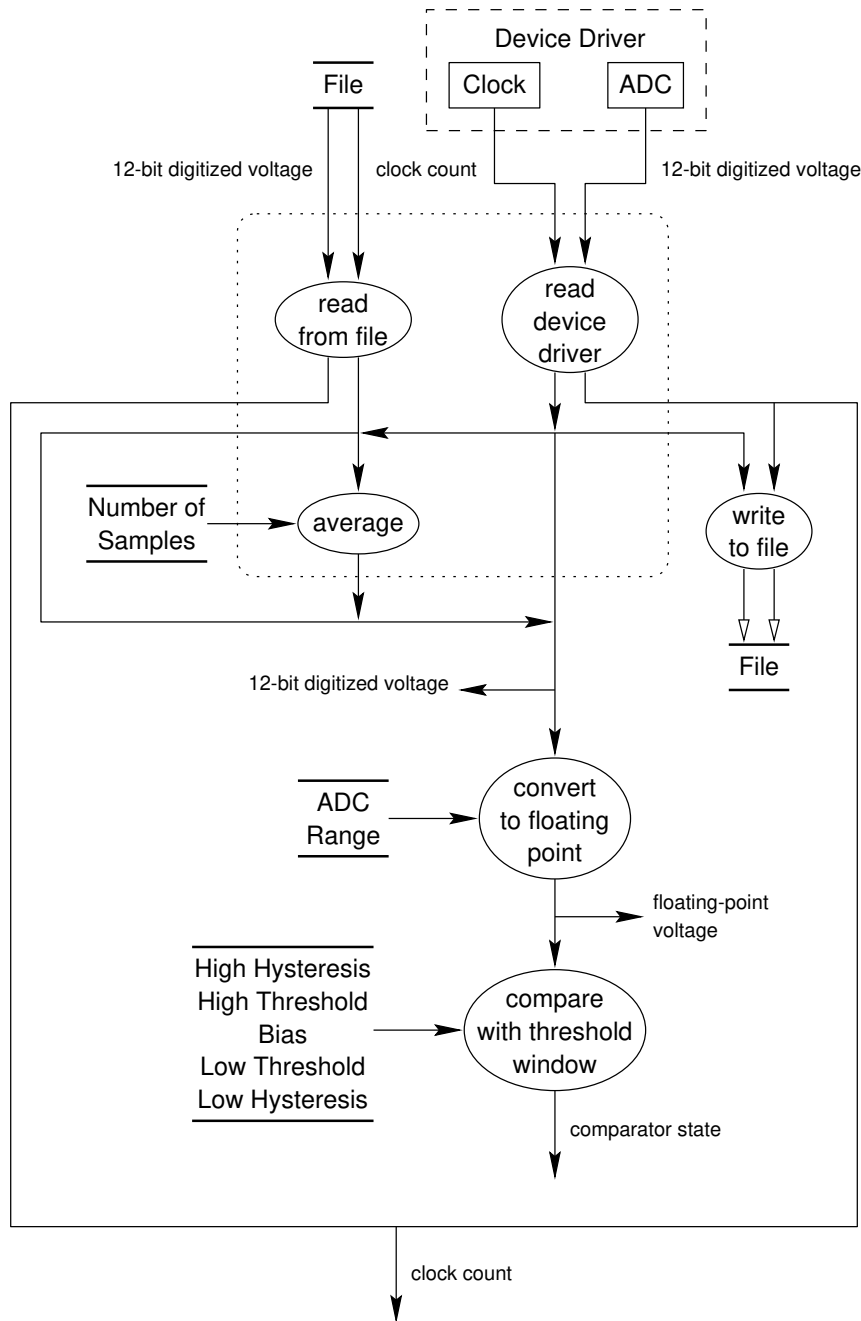 Device Driver
File
Clock
ADC
12-bit digitized voltage
clock count
12-bit digitized voltage
read
from file
read
device
driver
Number of
Samples
average
write
to file
File
12-bit digitized voltage
ADC
Range
convert
to floating
point
floating-point
voltage
High Hysteresis
High Threshold
Bias
Low Threshold
Low Hysteresis
compare
with threshold
window
comparator state
clock count